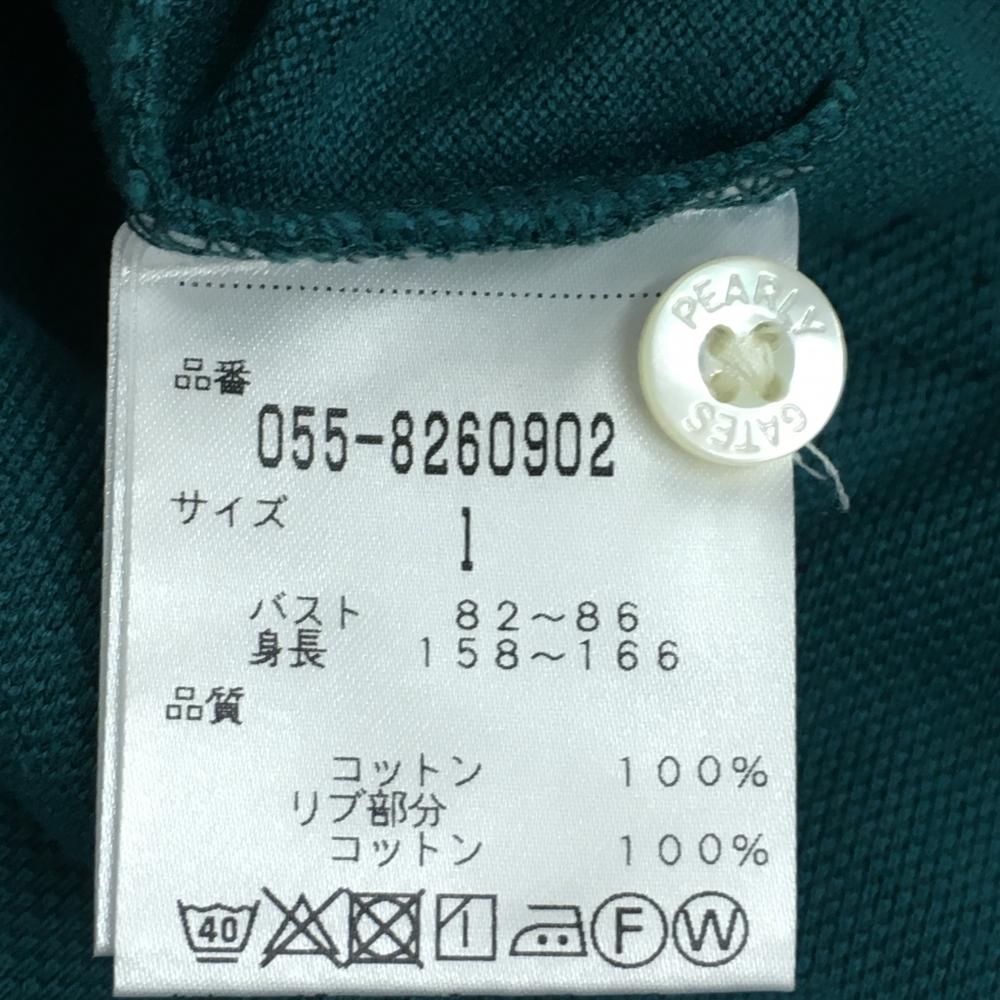 PEARLY
GATES
品番
055-8260902
サイズ
1
バスト 82~86
身長 158~166
品質
コットン 100%
リブ部分
コットン 100%
40 F W